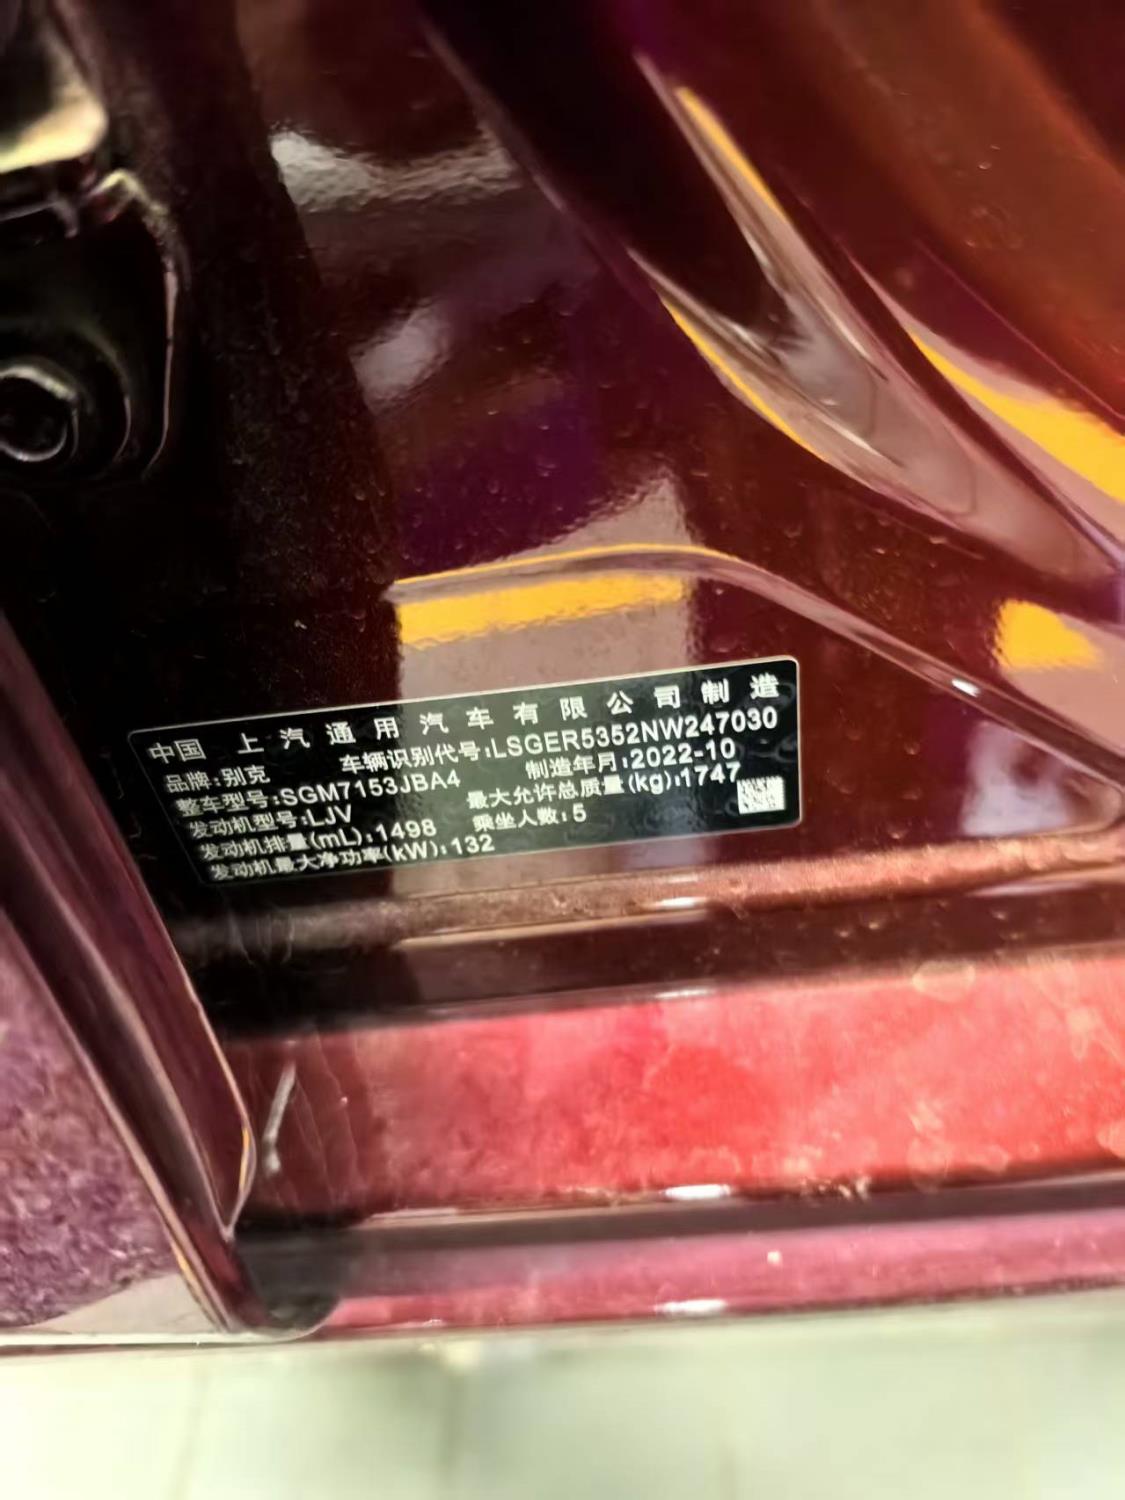 中国 上汽通用汽车有限公司制造
品牌:别克 车辆识别代号:LSGER5352NW247030
整车型号:SGM7153JBA4 制造年月:2022-10
发动机型号:LJV 最大允许总质量(kg):1747
发动机排量(mL):1498 乘坐人数:5
发动机最大净功率(kW):132